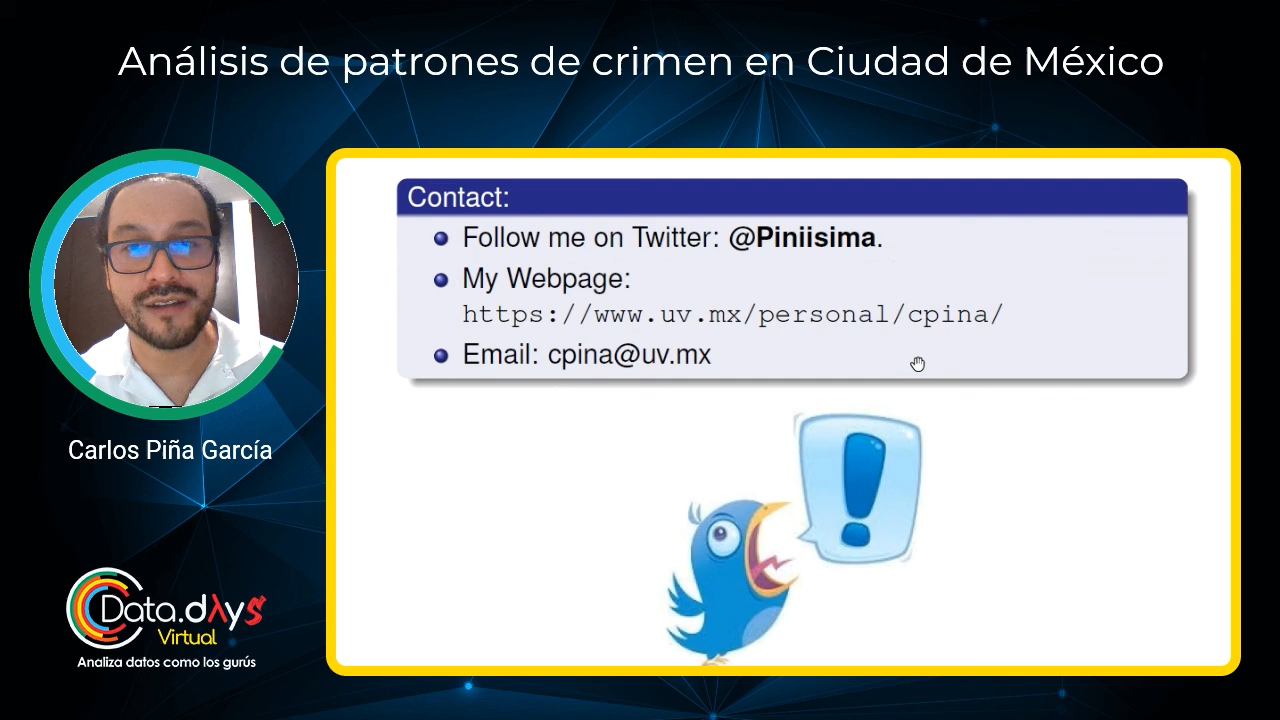 Análisis de patrones de crimen en Ciudad de México
Contact:
Follow me on Twitter: @Piniisima.
My Webpage:
https://www.uv.mx/personal/cpina/
Email: cpina@uv.mx
Carlos Piña García
Data.dAys
Virtual
Analiza datos como los gurús